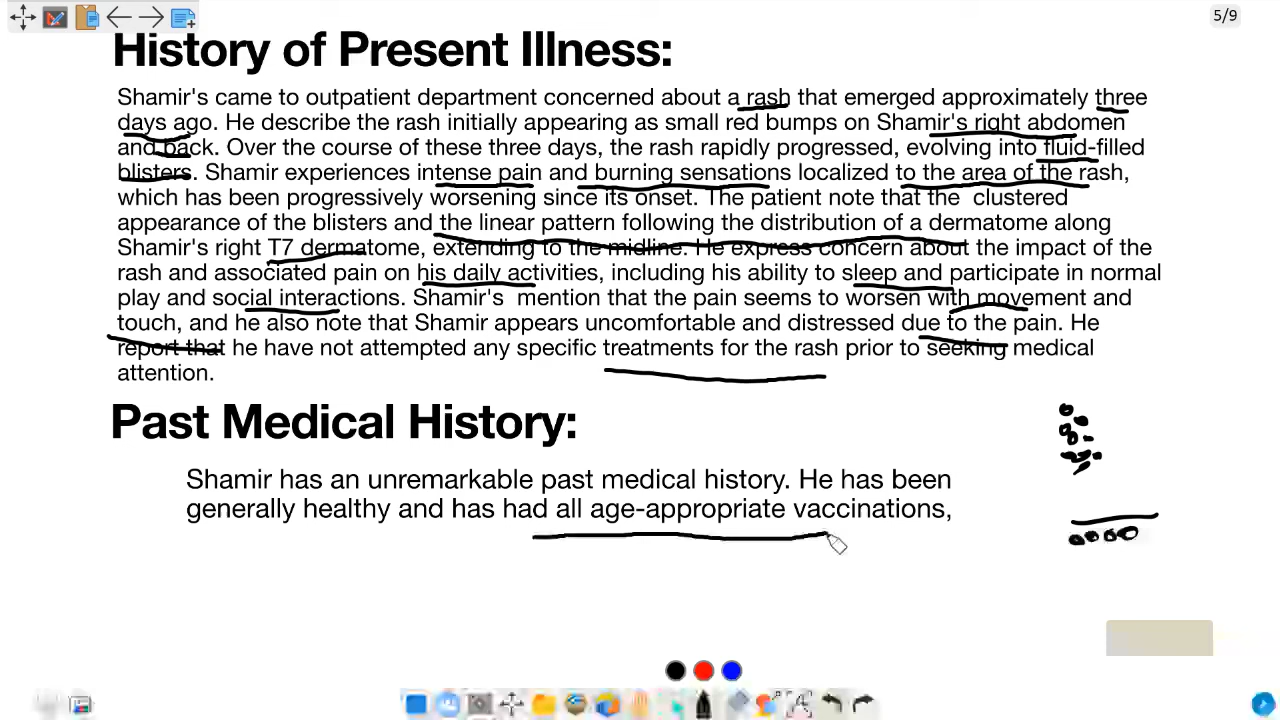 5/9
History of Present Illness:
Shamir's came to outpatient department concerned about a rash that emerged approximately three
days ago. He describe the rash initially appearing as small red bumps on Shamir's right abdomen
and back. Over the course of these three days, the rash rapidly progressed, evolving into fluid-filled
blisters. Shamir experiences intense pain and burning sensations localized to the area of the rash,
which has been progressively worsening since its onset. The patient note that the clustered
appearance of the blisters and the linear pattern following the distribution of a dermatome along
Shamir's right T7 dermatome, extending to the midline. He express concern about the impact of the
rash and associated pain on his daily activities, including his ability to sleep and participate in normal
play and social interactions. Shamir's mention that the pain seems to worsen with movement and
touch, and he also note that Shamir appears uncomfortable and distressed due to the pain. He
report that he have not attempted any specific treatments for the rash prior to seeking medical
attention.
Past Medical History:
Shamir has an unremarkable past medical history. He has been
generally healthy and has had all age-appropriate vaccinations,